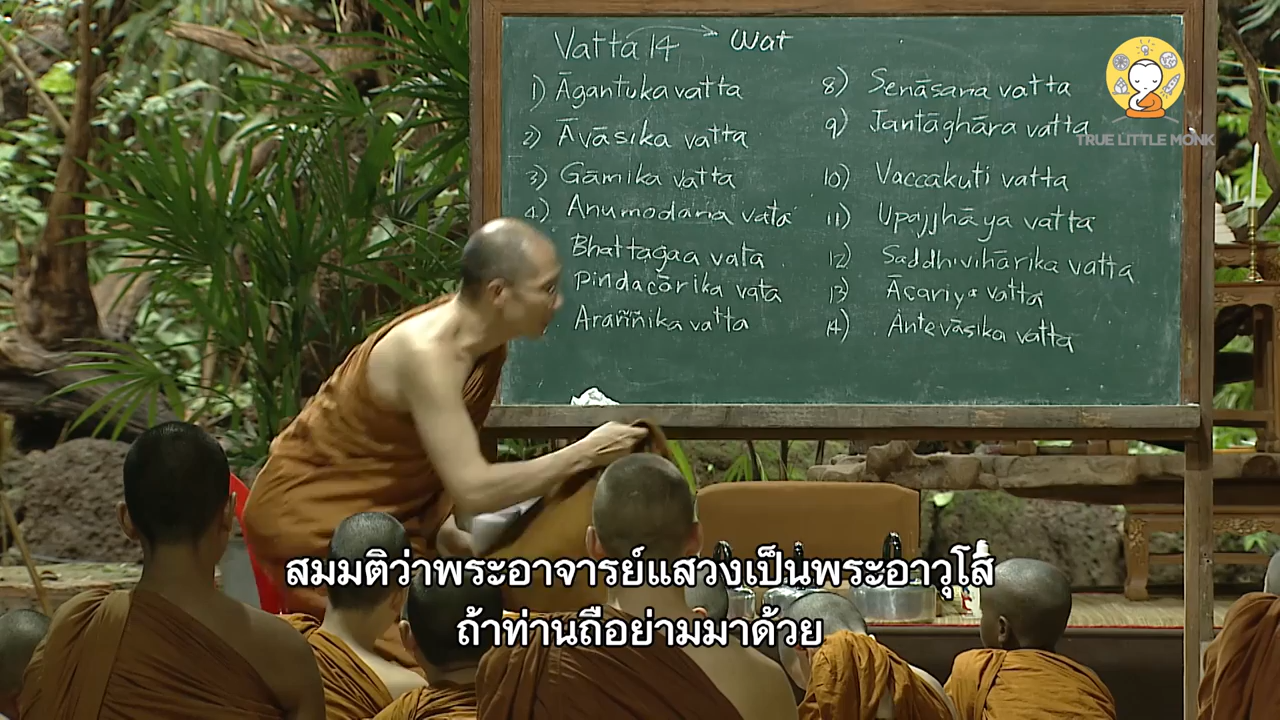 Vatta 14 → Wat
1) Āgantuka vatta
2) Āvāsika vatta
3) Gāmika vatta
4) Anumodana vata
Bhattagaa vata
Pindacārika vata
Araññika vatta
8) Senāsana vatta
9) Jantāghāra vatta
10) Vaccakuti vatta
11) Upajjhāya vatta
12) Saddhivihārika vatta
13) Ācariya vatta
14) Antevāsika vatta
TRUE LITTLE MONK
สมมติว่าพระอาจารย์แสวงเป็นพระอาวุโส
ถ้าท่านถือย่ามมาด้วย